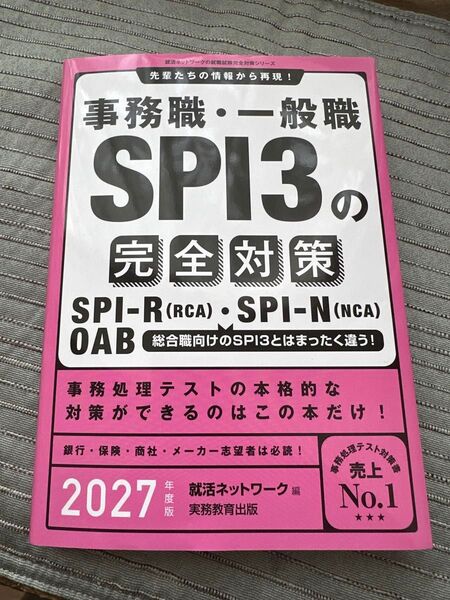 就活ネットワークの就職試験完全対策シリーズ
先輩たちの情報から再現！
事務職・一般職
SPI3の
完全対策
SPI-R(RCA)・SPI-N(NCA)
OAB 総合職向けのSPI3とはまったく違う！
事務処理テストの本格的な
対策ができるのはこの本だけ！
銀行・保険・商社・メーカー志望者は必読！
2027年度版
就活ネットワーク 編
実務教育出版
事務処理テスト対策書
売上
No.1
★★★